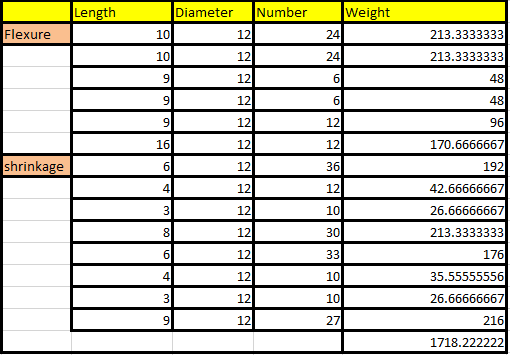 Length Diameter Number Weight
Flexure 10 12 24 213.3333333
10 12 24 213.3333333
9 12 6 48
9 12 6 48
9 12 12 96
16 12 12 170.6666667
shrinkage 6 12 36 192
4 12 12 42.66666667
3 12 10 26.66666667
8 12 30 213.3333333
6 12 33 176
4 12 10 35.55555556
3 12 10 26.66666667
9 12 27 216
1718.222222